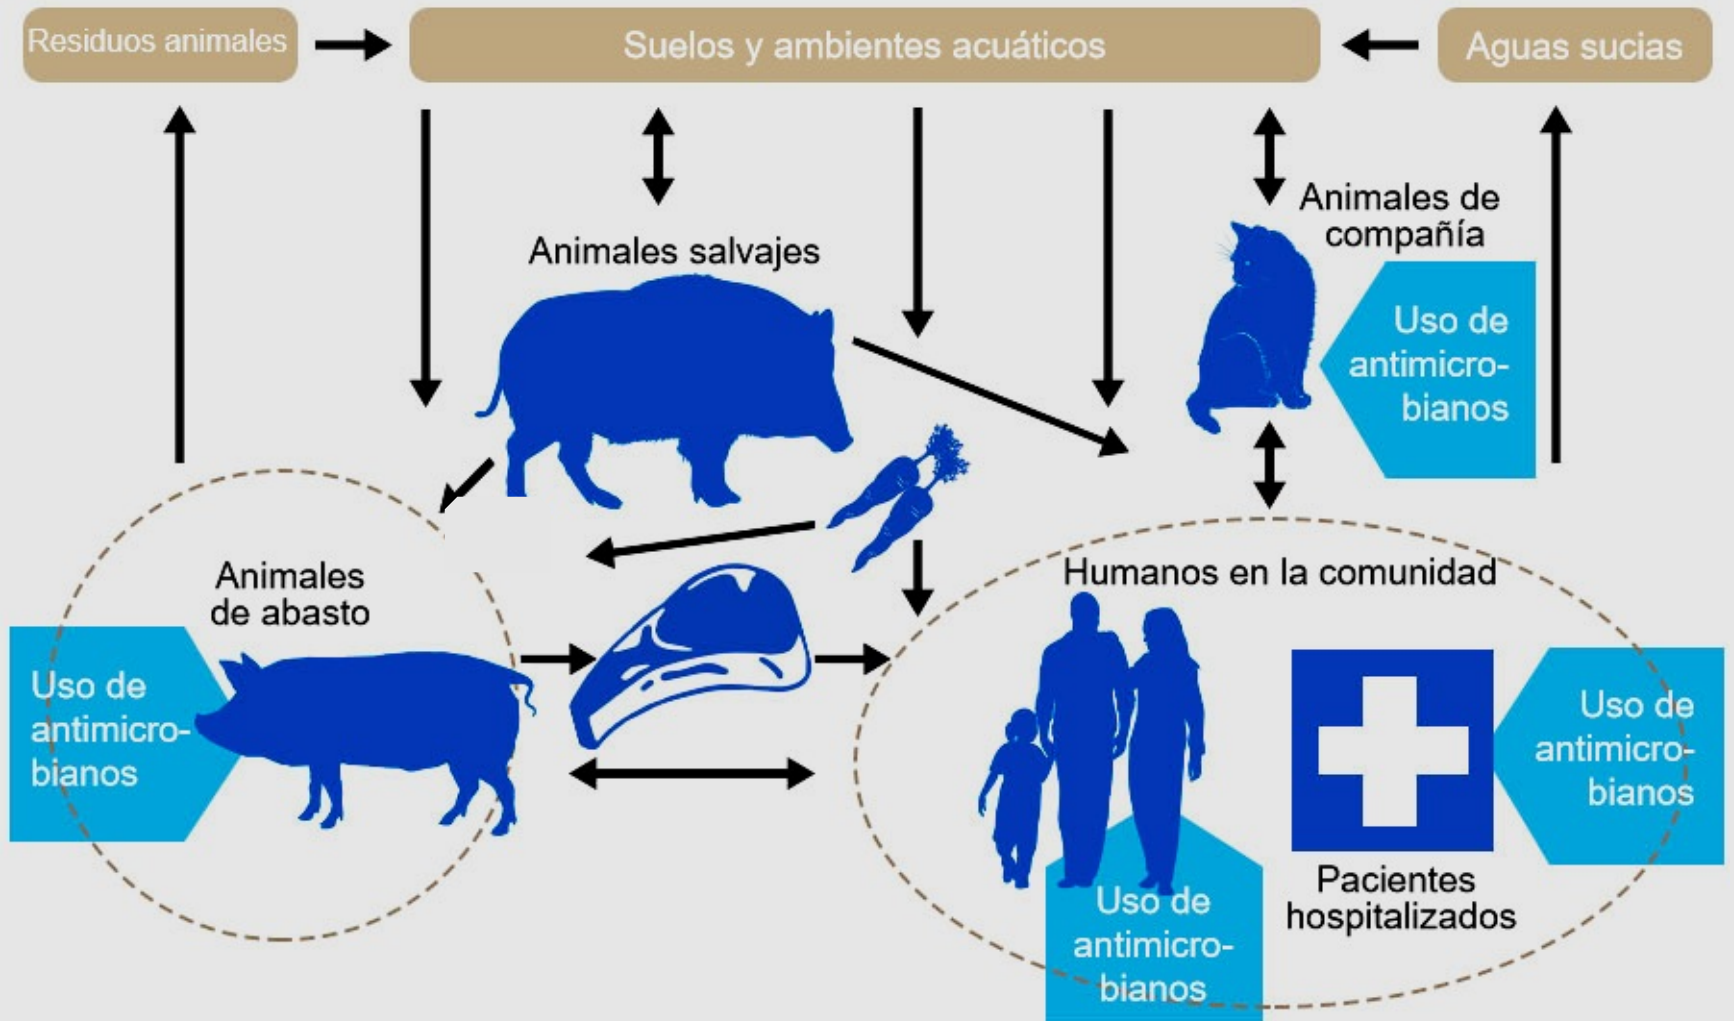 Residuos animales
Suelos y ambientes acuáticos
Aguas sucias
Animales de
compañía
Animales salvajes
Uso de
antimicro-
bianos
Animales
de abasto
Humanos en la comunidad
Uso de
antimicro-
bianos
Uso de
antimicro-
bianos
Pacientes
hospitalizados
Uso de
antimicro-
bianos